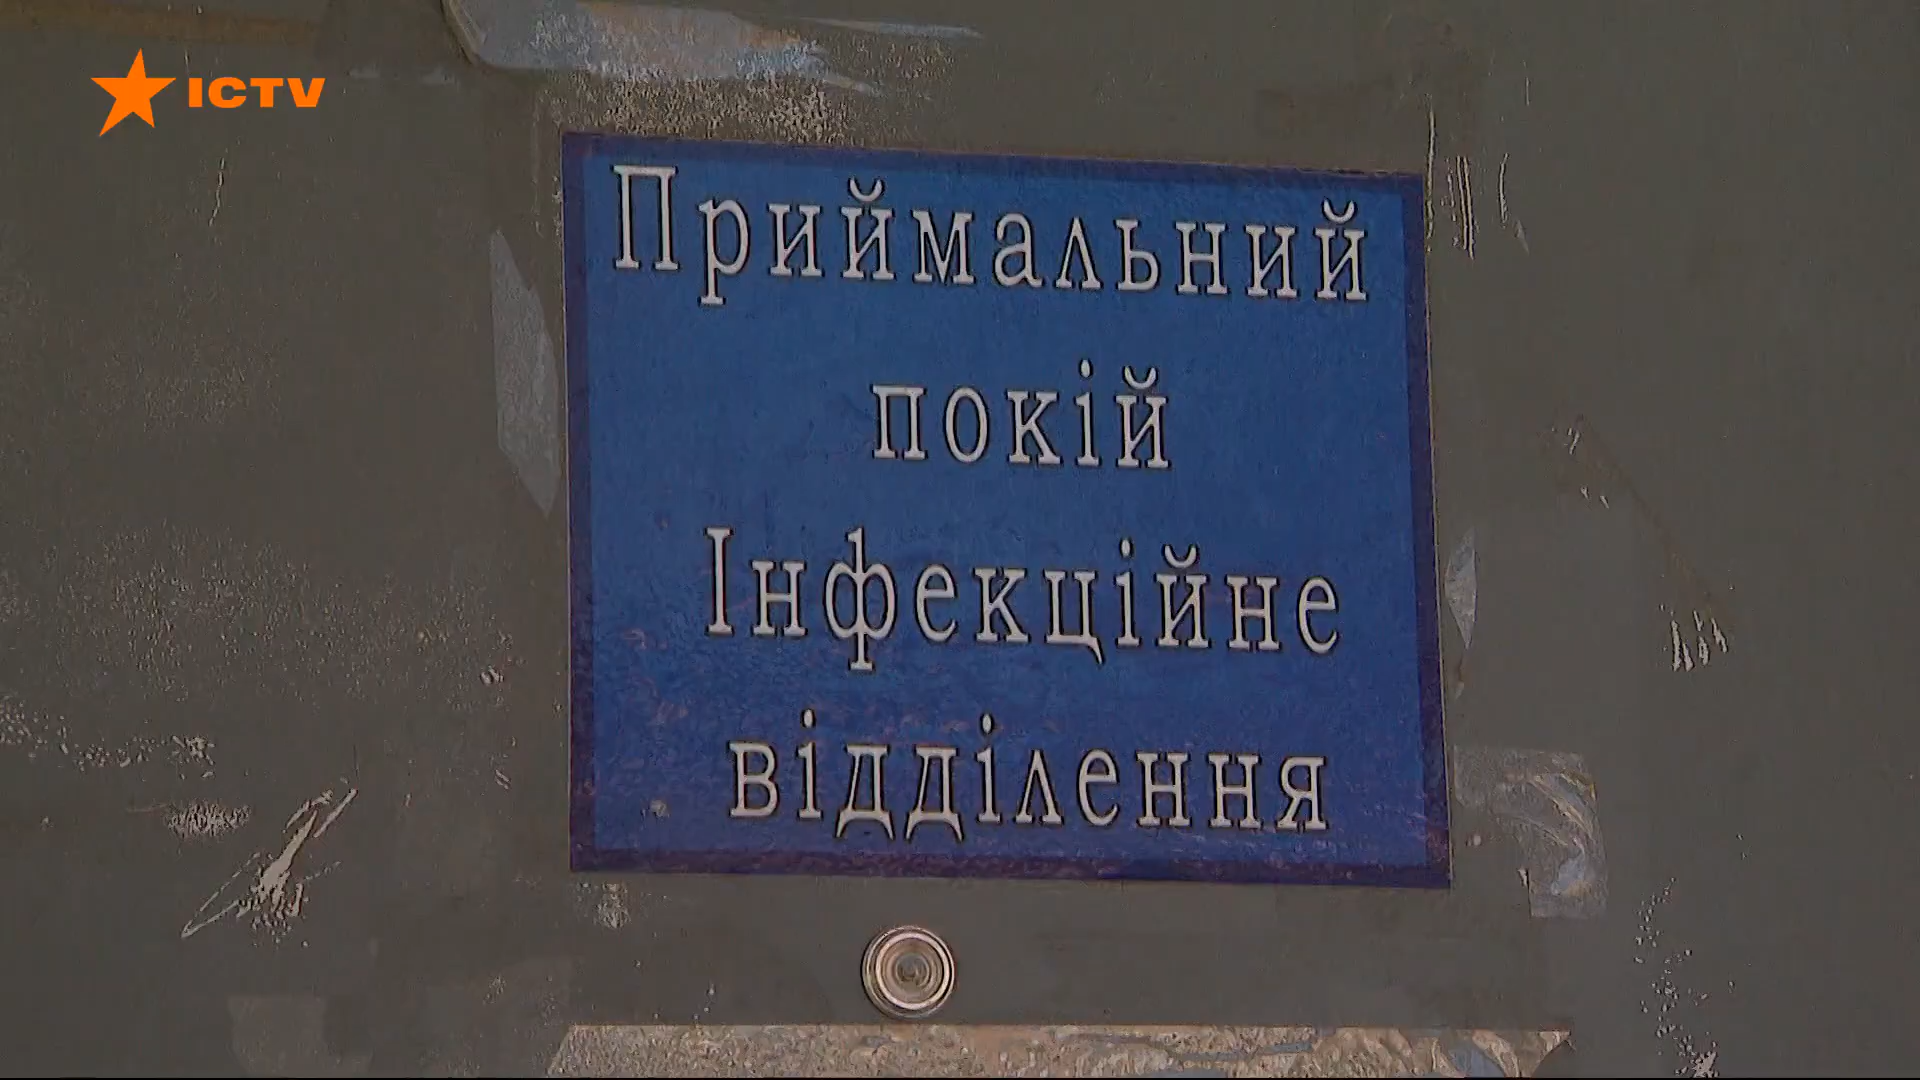 ICTV
Приймальний
покій
Інфекційне
відділення